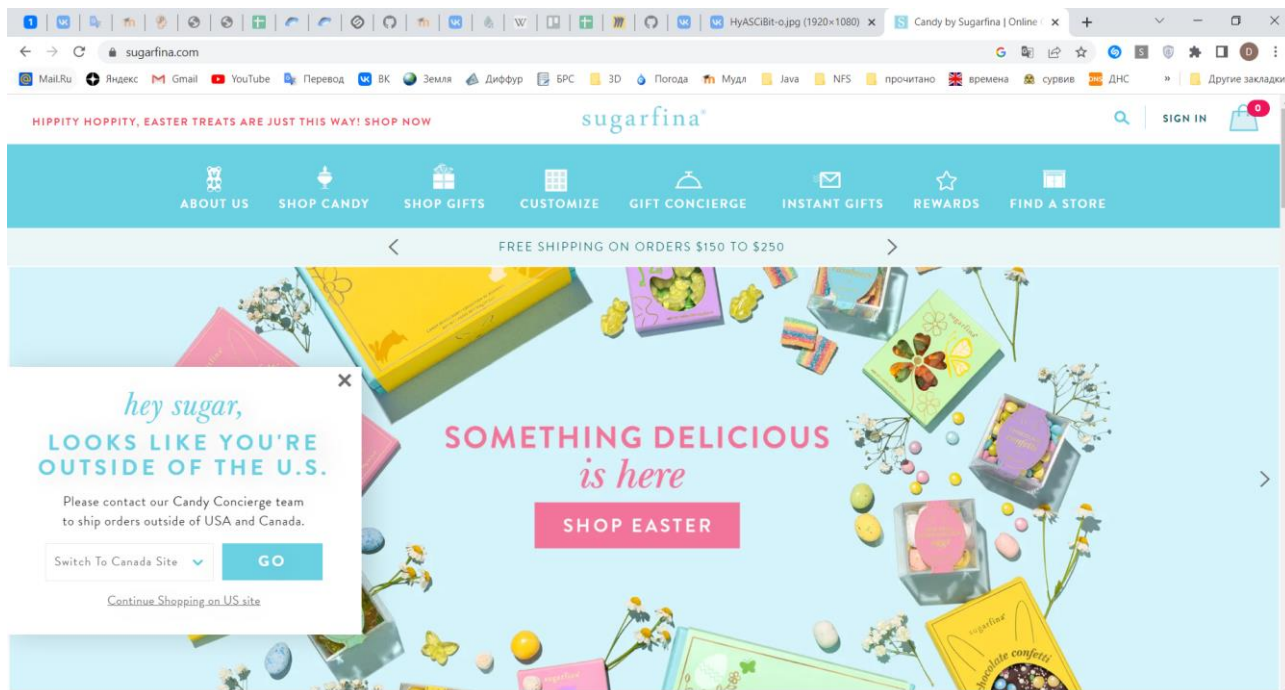 HyASCiBit-o.jpg (1920×1080)
Candy by Sugarfina | Online
sugarfina.com
Mail.Ru Яндекс Gmail YouTube Перевод ВК Земля Диффур БРС 3D Погода Мудл Java NFS прочитано времена сурвив ДНС » Другие закладки
HIPPITY HOPPITY, EASTER TREATS ARE JUST THIS WAY! SHOP NOW
sugarfina®
SIGN IN
0
ABOUT US SHOP CANDY SHOP GIFTS CUSTOMIZE GIFT CONCIERGE INSTANT GIFTS REWARDS FIND A STORE
FREE SHIPPING ON ORDERS $150 TO $250
hey sugar,
LOOKS LIKE YOU'RE
OUTSIDE OF THE U.S.
Please contact our Candy Concierge team
to ship orders outside of USA and Canada.
Switch To Canada Site
GO
Continue Shopping on US site
SOMETHING DELICIOUS
is here
SHOP EASTER
sugarfina
sugarfina
chocolate confetti